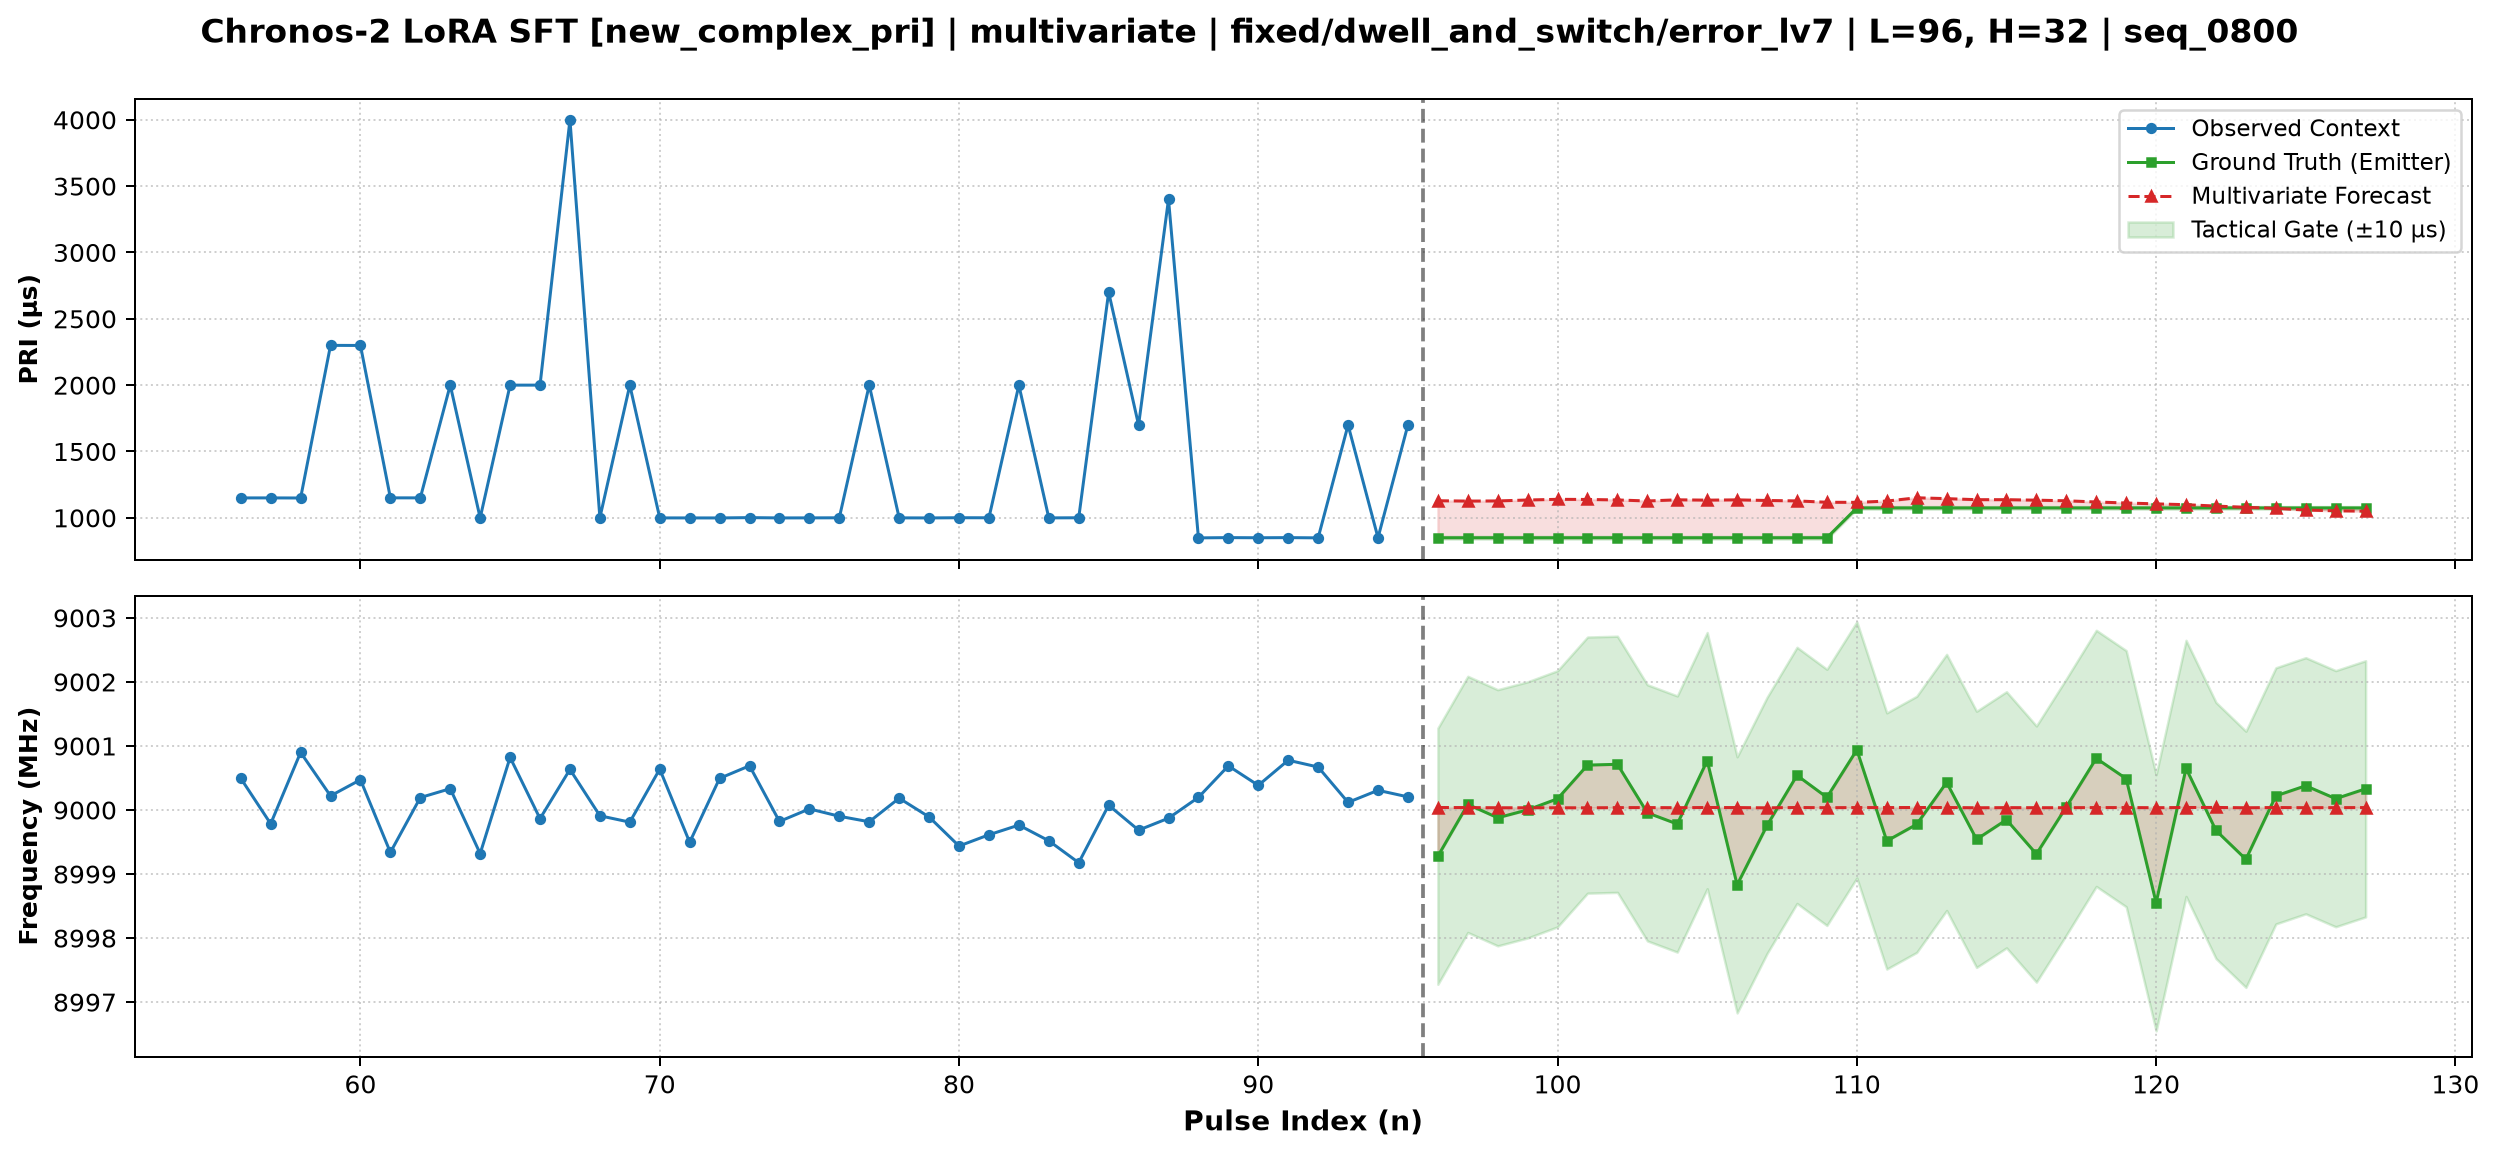 Chronos-2 LoRA SFT [new_complex_pri] | multivariate | fixed/dwell_and_switch/error_lv7 | L=96, H=32 | seq_0800
4000
3500
3000
2500
2000
1500
1000
PRI (µs)
Observed Context
Ground Truth (Emitter)
Multivariate Forecast
Tactical Gate (±10 µs)
9003
9002
9001
9000
8999
8998
8997
Frequency (MHz)
60 70 80 90 100 110 120 130
Pulse Index (n)